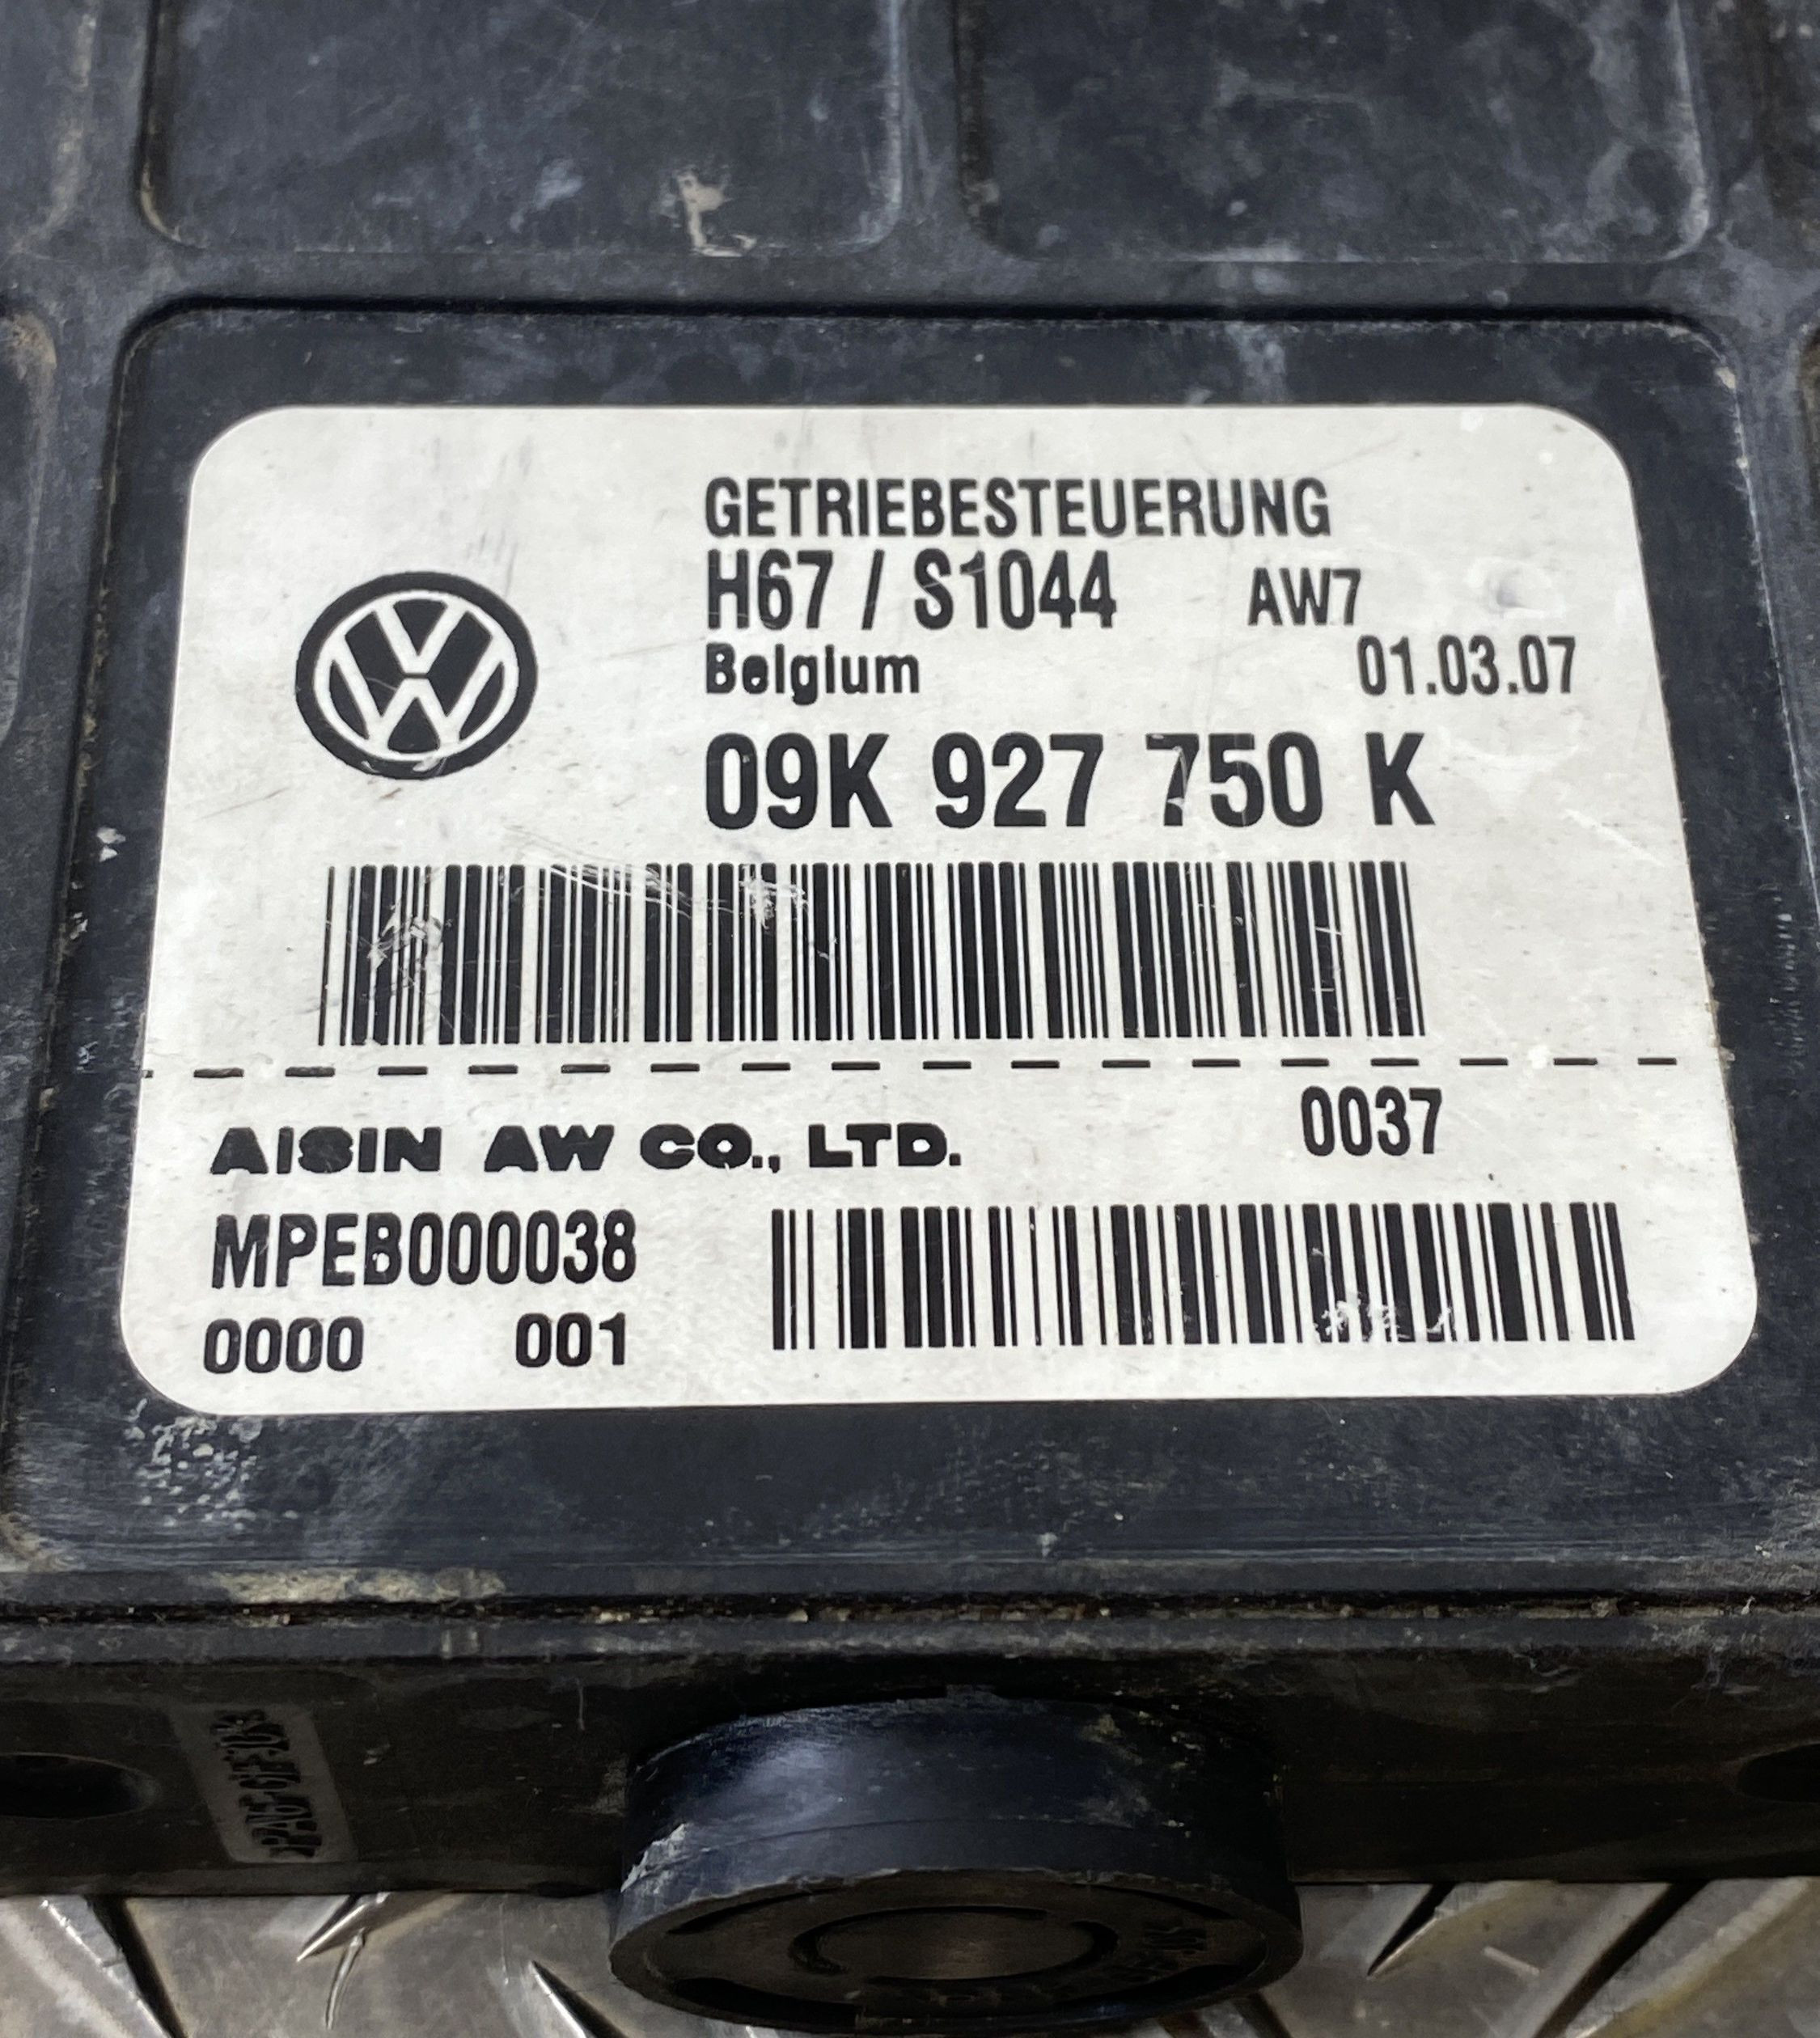 GETRIEBESTEUERUNG
H67 / S1044 AW7
Belgium 01.03.07
09K 927 750 K
AISIN AW CO., LTD. 0037
MPEB000038
0000 001